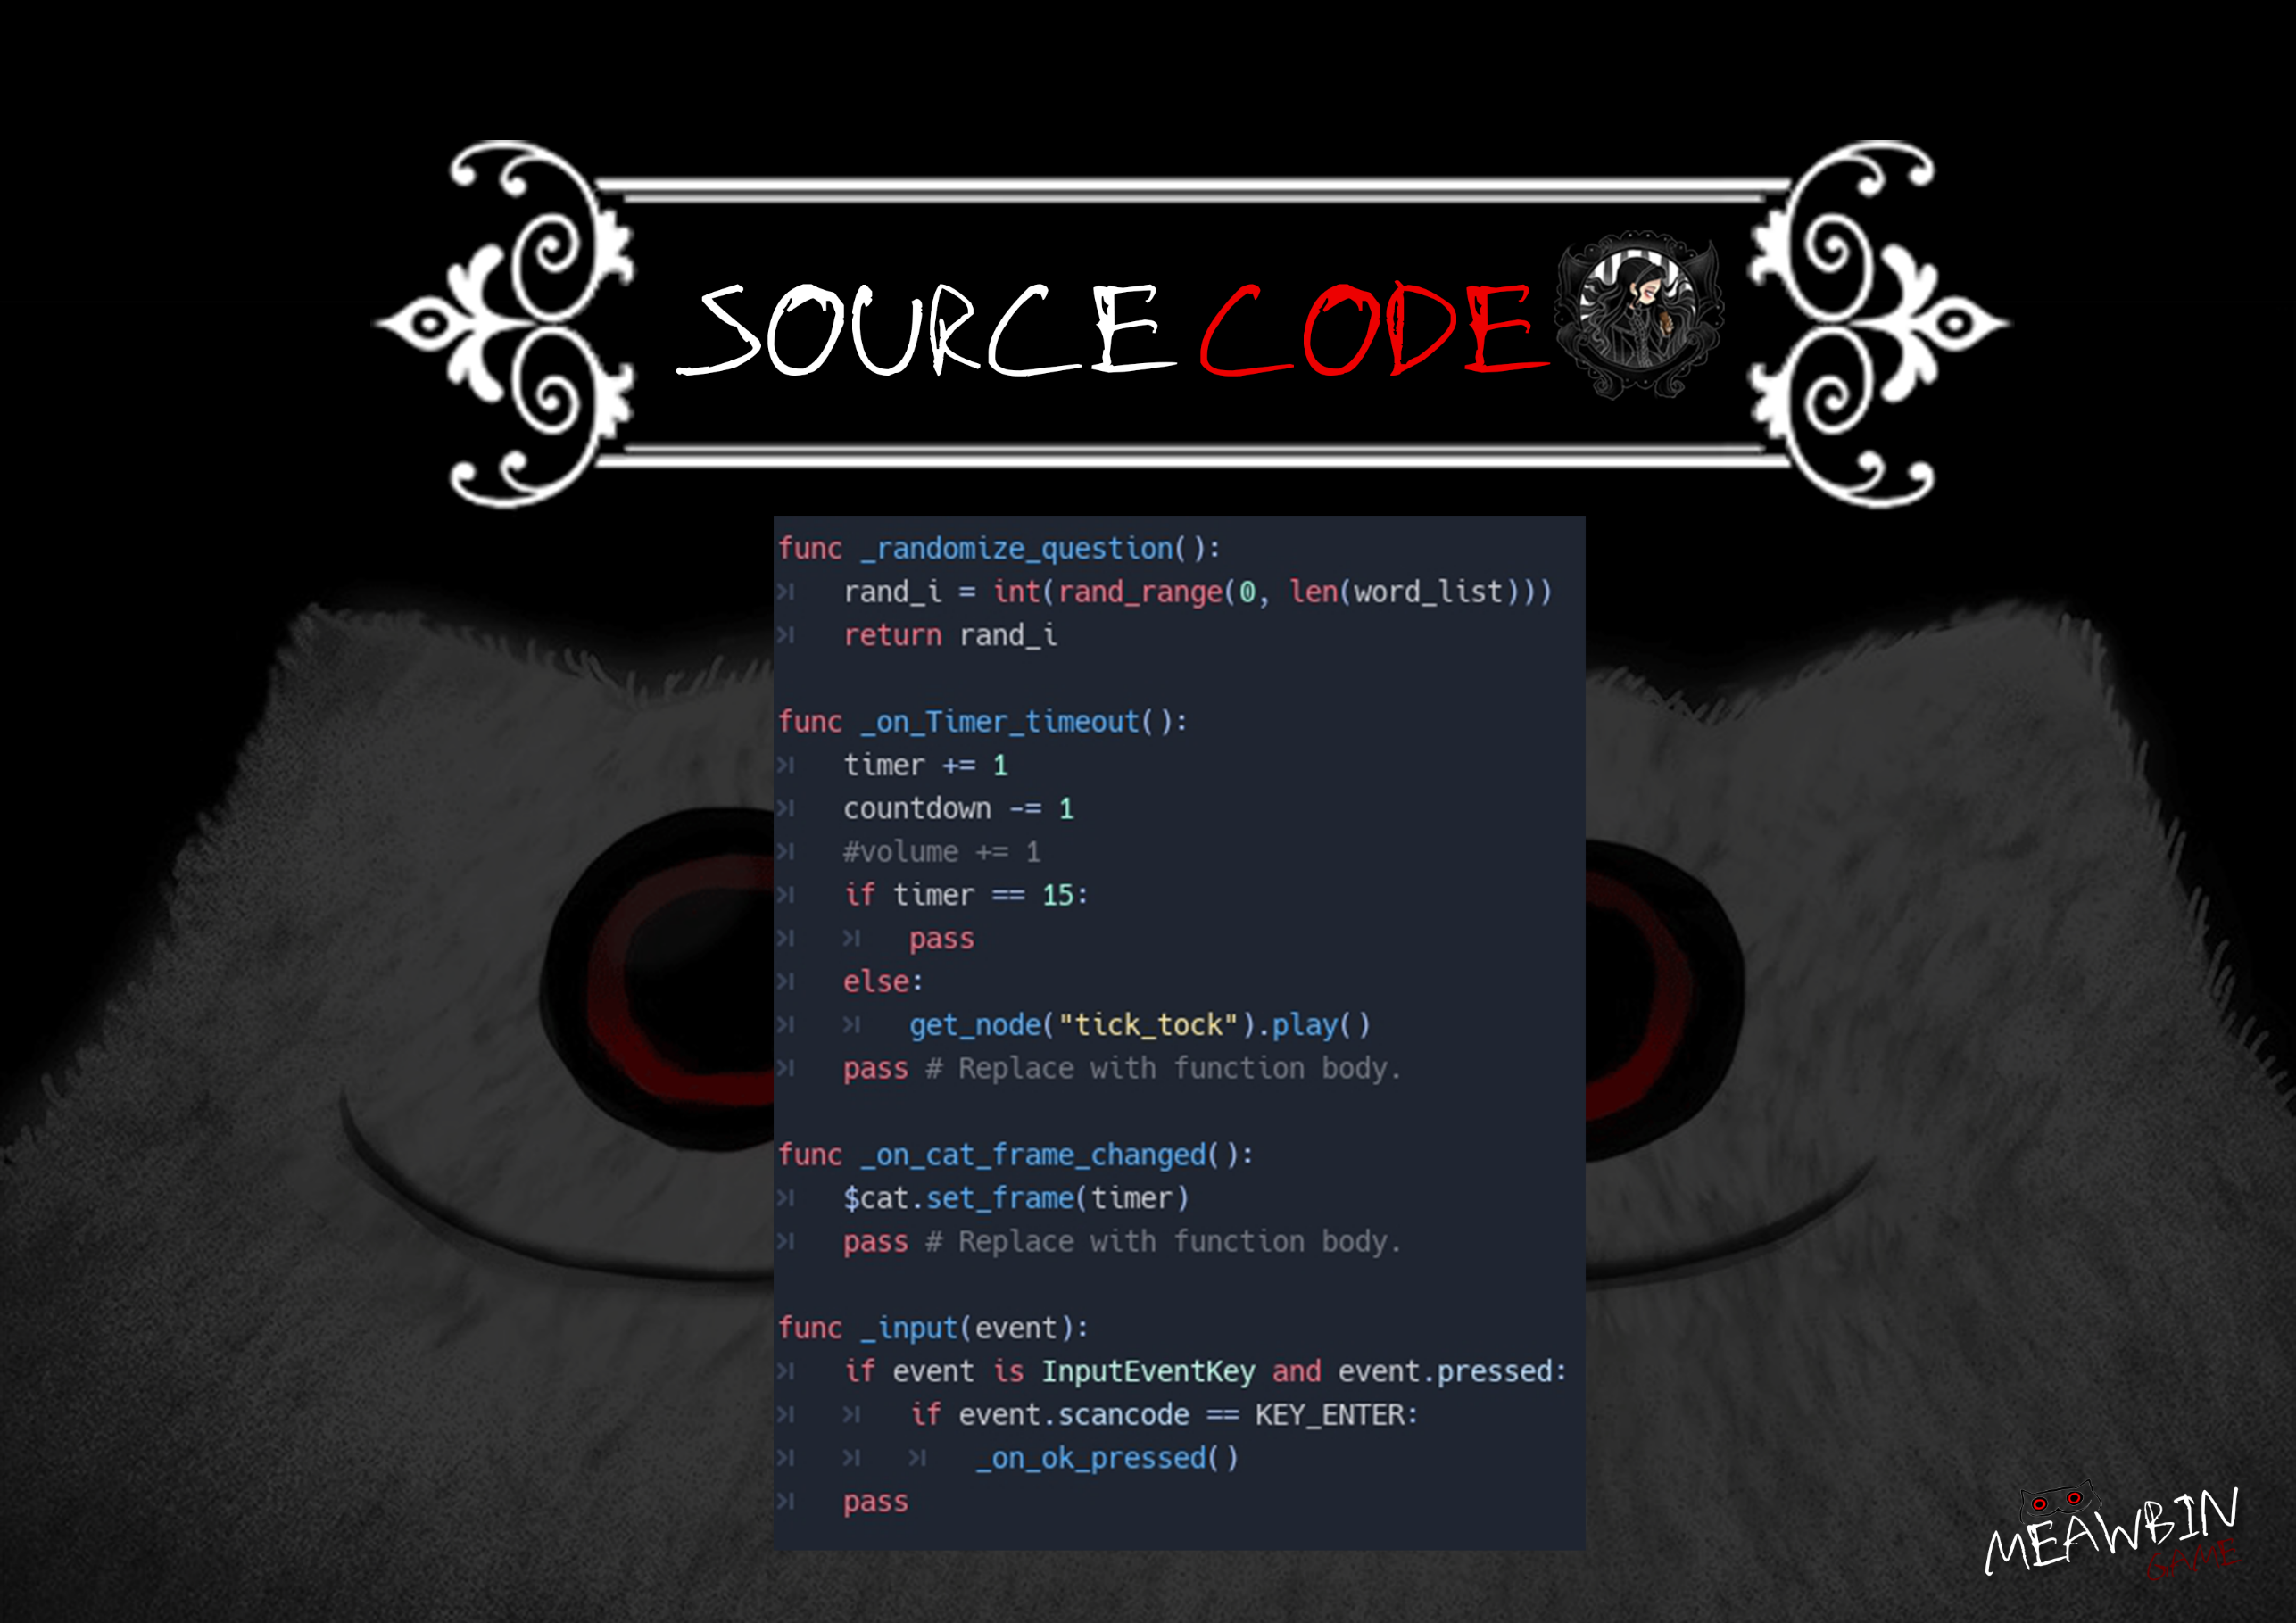 SOURCE CODE
func _randomize_question():
    rand_i = int(rand_range(0, len(word_list)))
    return rand_i

func _on_Timer_timeout():
    timer += 1
    countdown -= 1
    #volume += 1
    if timer == 15:
        pass
    else:
        get_node("tick_tock").play()
    pass # Replace with function body.

func _on_cat_frame_changed():
    $cat.set_frame(timer)
    pass # Replace with function body.

func _input(event):
    if event is InputEventKey and event.pressed:
        if event.scancode == KEY_ENTER:
            _on_ok_pressed()
    pass
MEAWBIN
GAME